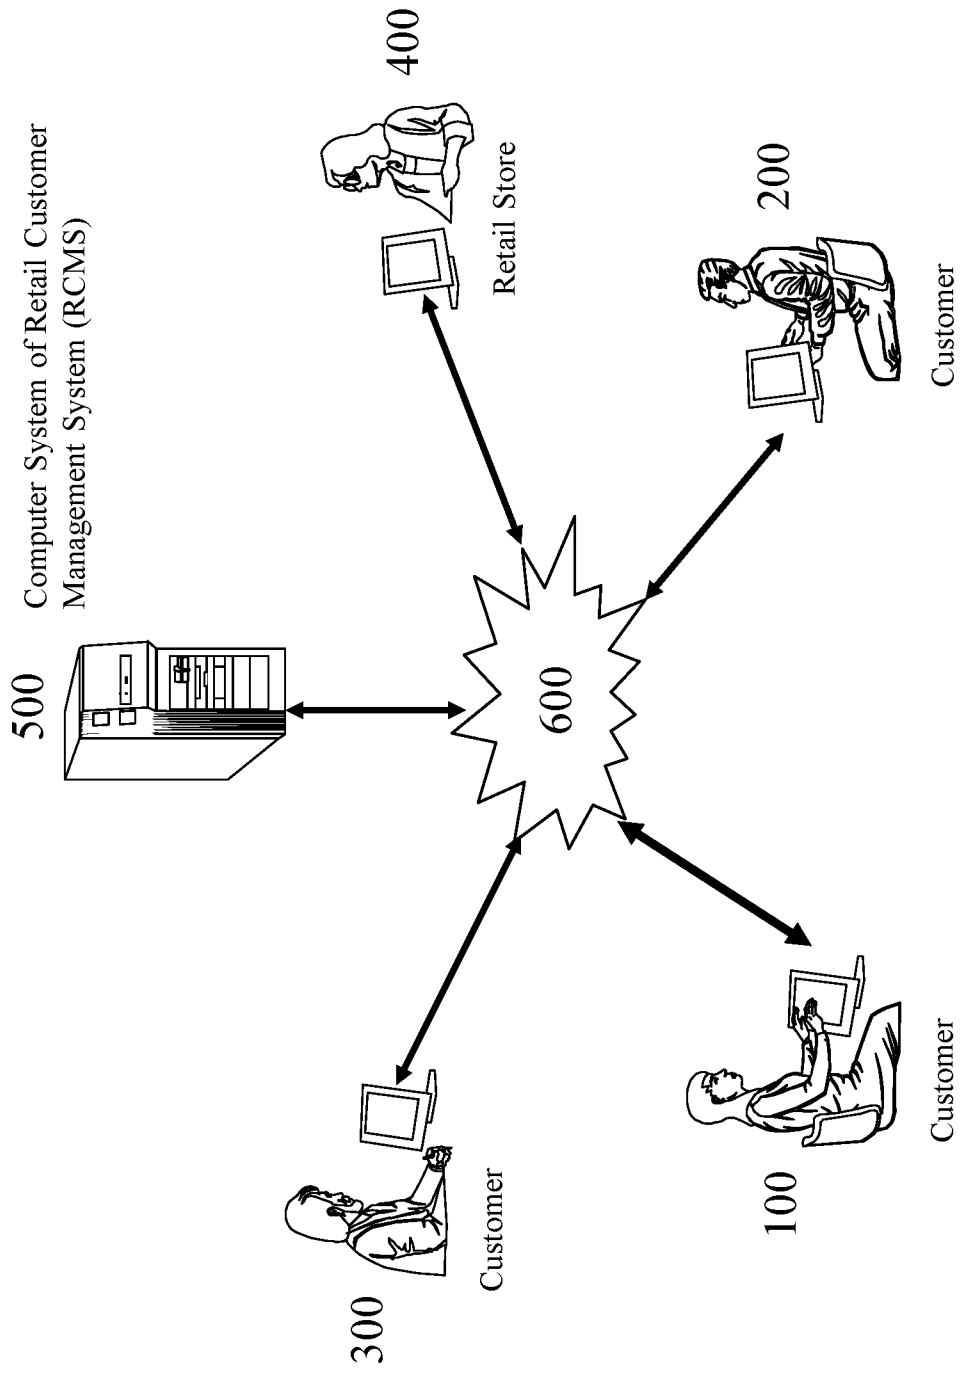 500
Computer System of Retail Customer
Management System (RCMS)
300
Customer
400
Retail Store
600
100
Customer
200
Customer